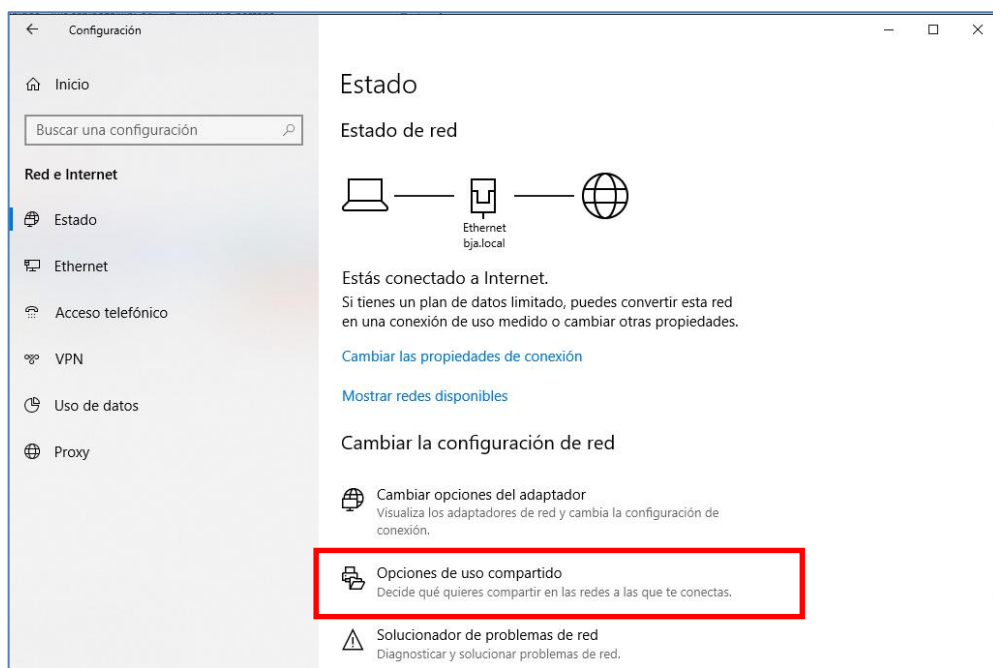 Configuración
Inicio
Buscar una configuración
Red e Internet
Estado
Ethernet
Acceso telefónico
VPN
Uso de datos
Proxy
Estado
Estado de red
Ethernet
bja.local
Estás conectado a Internet.
Si tienes un plan de datos limitado, puedes convertir esta red
en una conexión de uso medido o cambiar otras propiedades.
Cambiar las propiedades de conexión
Mostrar redes disponibles
Cambiar la configuración de red
Cambiar opciones del adaptador
Visualiza los adaptadores de red y cambia la configuración de
conexión.
Opciones de uso compartido
Decide qué quieres compartir en las redes a las que te conectas.
Solucionador de problemas de red
Diagnosticar y solucionar problemas de red.